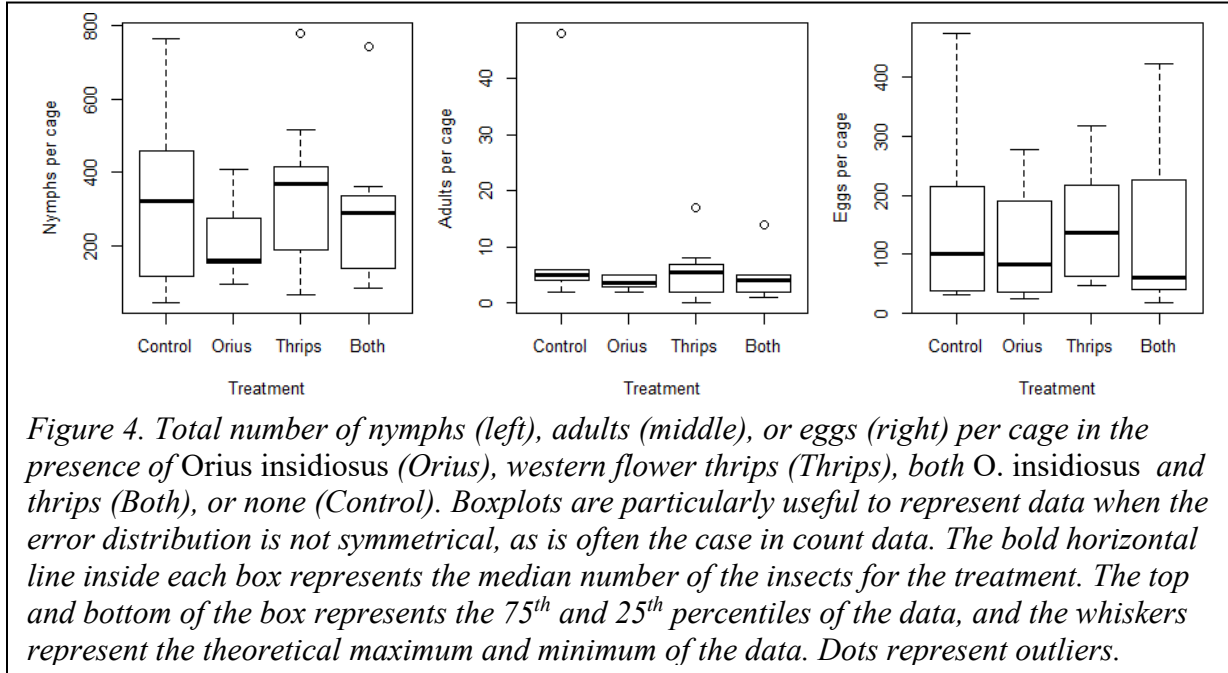 Nymphs per cage
800
600
400
200
Control Orius Thrips Both
Treatment
Adults per cage
40
20
10
0
Control Orius Thrips Both
Treatment
Eggs per cage
400
300
200
100
0
Control Orius Thrips Both
Treatment
Figure 4. Total number of nymphs (left), adults (middle), or eggs (right) per cage in the
presence of Orius insidiosus (Orius), western flower thrips (Thrips), both O. insidiosus and
thrips (Both), or none (Control). Boxplots are particularly useful to represent data when the
error distribution is not symmetrical, as is often the case in count data. The bold horizontal
line inside each box represents the median number of the insects for the treatment. The top
and bottom of the box represents the 75th and 25th percentiles of the data, and the whiskers
represent the theoretical maximum and minimum of the data. Dots represent outliers.